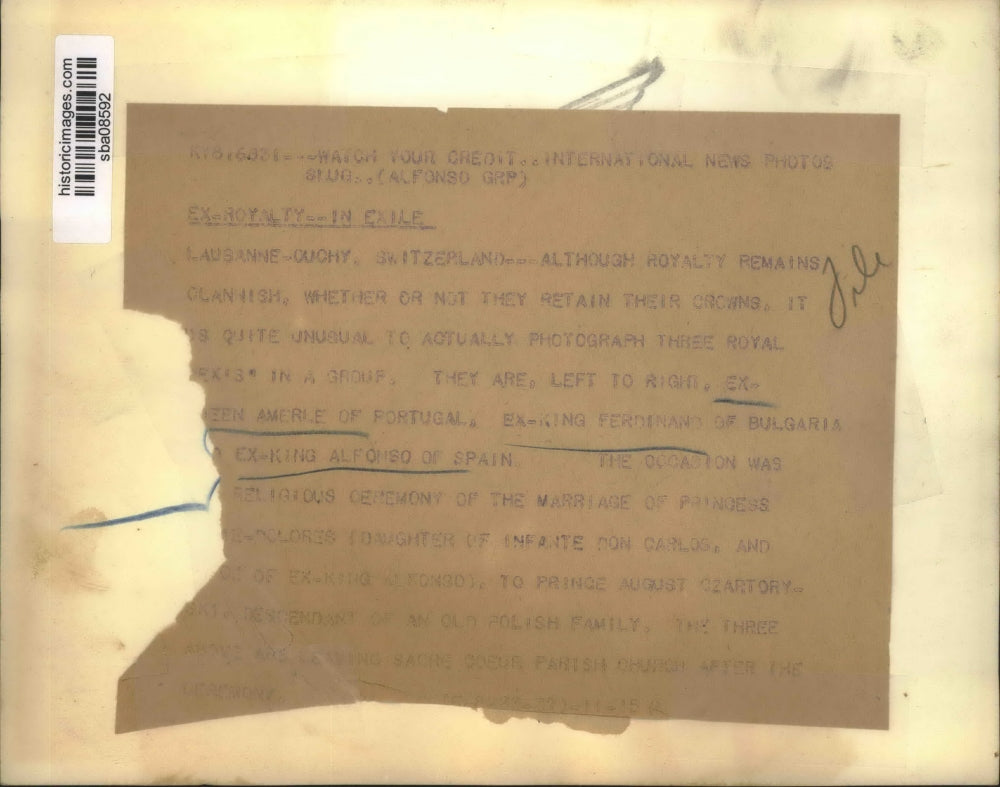 historicimages.com
sba08592
WATCH YOUR CREDIT..INTERNATIONAL NEWS PHOTOS
SLUG..(ALFONSO GRP)
EX-ROYALTY--IN EXILE
LAUSANNE-OUCHY, SWITZERLAND---ALTHOUGH ROYALTY REMAINS
CLANNISH, WHETHER OR NOT THEY RETAIN THEIR CROWNS, IT
IS QUITE UNUSUAL TO ACTUALLY PHOTOGRAPH THREE ROYAL
"EX'S" IN A GROUP. THEY ARE, LEFT TO RIGHT, EX-
EEN AMERLE OF PORTUGAL, EX-KING FERDINAND OF BULGARIA
EX-KING ALFONSO OF SPAIN. THE OCCASION WAS
RELIGIOUS CEREMONY OF THE MARRIAGE OF PRINCESS
E-DOLORES (DAUGHTER OF INFANTE DON CARLOS, AND
OF EX-KING ALFONSO), TO PRINCE AUGUST CZARTORY-
SKI, DESCENDANT OF AN OLD POLISH FAMILY. THE THREE
ABOVE ARE LEAVING SACRE COEUR PARISH CHURCH AFTER THE
CEREMONY.
File